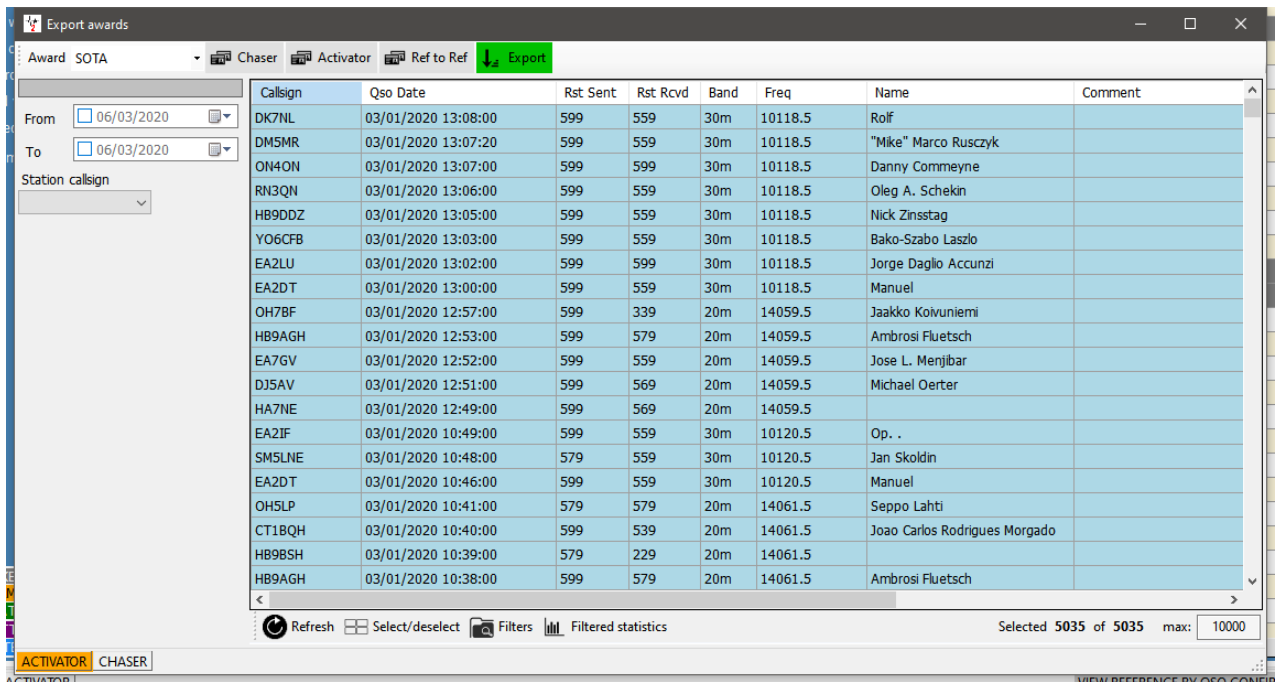 Export awards
Award SOTA Chaser Activator Ref to Ref Export
From 06/03/2020
To 06/03/2020
Station callsign
Callsign Qso Date Rst Sent Rst Rcvd Band Freq Name Comment
DK7NL 03/01/2020 13:08:00 599 559 30m 10118.5 Rolf
DM5MR 03/01/2020 13:07:20 599 559 30m 10118.5 "Mike" Marco Rusczyk
ON4ON 03/01/2020 13:07:00 599 599 30m 10118.5 Danny Commeyne
RN3QN 03/01/2020 13:06:00 599 559 30m 10118.5 Oleg A. Schekin
HB9DDZ 03/01/2020 13:05:00 599 559 30m 10118.5 Nick Zinsstag
YO6CFB 03/01/2020 13:03:00 599 559 30m 10118.5 Bako-Szabo Laszlo
EA2LU 03/01/2020 13:02:00 599 599 30m 10118.5 Jorge Daglio Accunzi
EA2DT 03/01/2020 13:00:00 599 559 30m 10118.5 Manuel
OH7BF 03/01/2020 12:57:00 599 339 20m 14059.5 Jaakko Koivuniemi
HB9AGH 03/01/2020 12:53:00 599 579 20m 14059.5 Ambrosi Fluetsch
EA7GV 03/01/2020 12:52:00 599 559 20m 14059.5 Jose L. Menjibar
DJ5AV 03/01/2020 12:51:00 599 569 20m 14059.5 Michael Oerter
HA7NE 03/01/2020 12:49:00 599 569 20m 14059.5
EA2IF 03/01/2020 10:49:00 599 559 30m 10120.5 Op. .
SM5LNE 03/01/2020 10:48:00 579 559 30m 10120.5 Jan Skoldin
EA2DT 03/01/2020 10:46:00 599 559 30m 10120.5 Manuel
OH5LP 03/01/2020 10:41:00 579 579 20m 14061.5 Seppo Lahti
CT1BQH 03/01/2020 10:40:00 599 539 20m 14061.5 Joao Carlos Rodrigues Morgado
HB9BSH 03/01/2020 10:39:00 579 229 20m 14061.5
HB9AGH 03/01/2020 10:38:00 599 579 20m 14061.5 Ambrosi Fluetsch
Refresh Select/deselect Filters Filtered statistics Selected 5035 of 5035 max: 10000
ACTIVATOR CHASER
ACTIVATOR VIEW REFERENCE BY QSO CONFIR